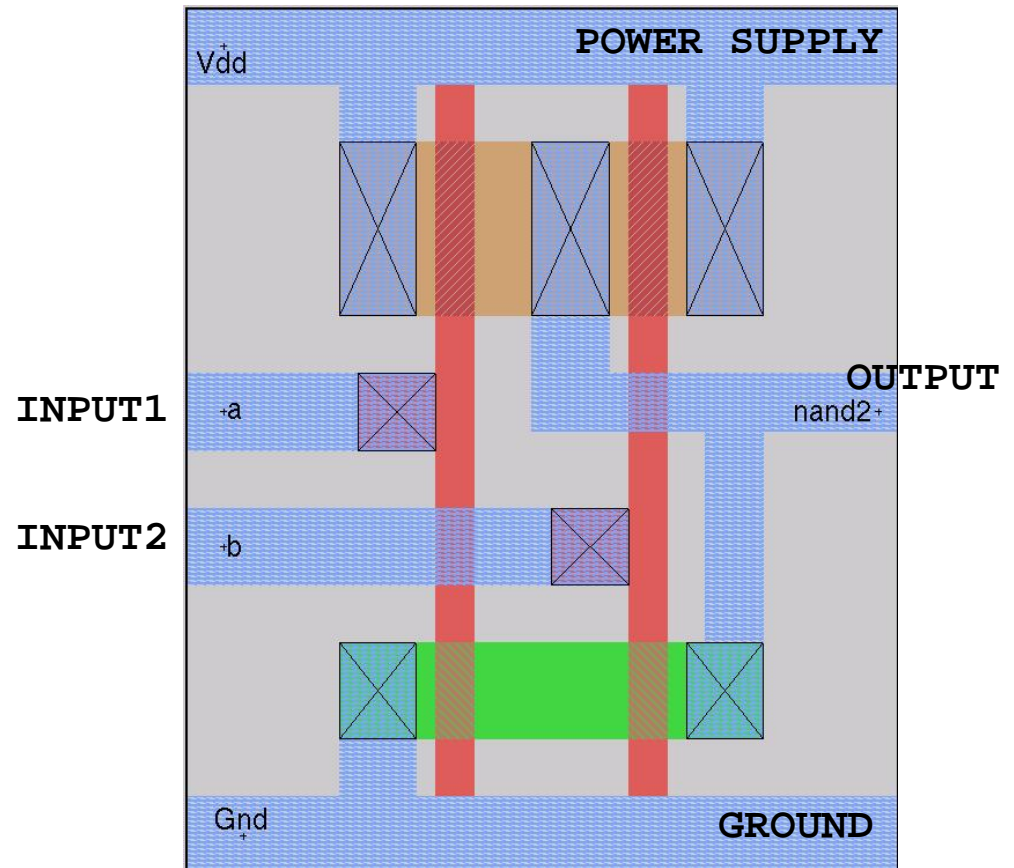 POWER SUPPLY
Vdd
OUTPUT
INPUT1
a
nand2
INPUT2
b
Gnd
GROUND